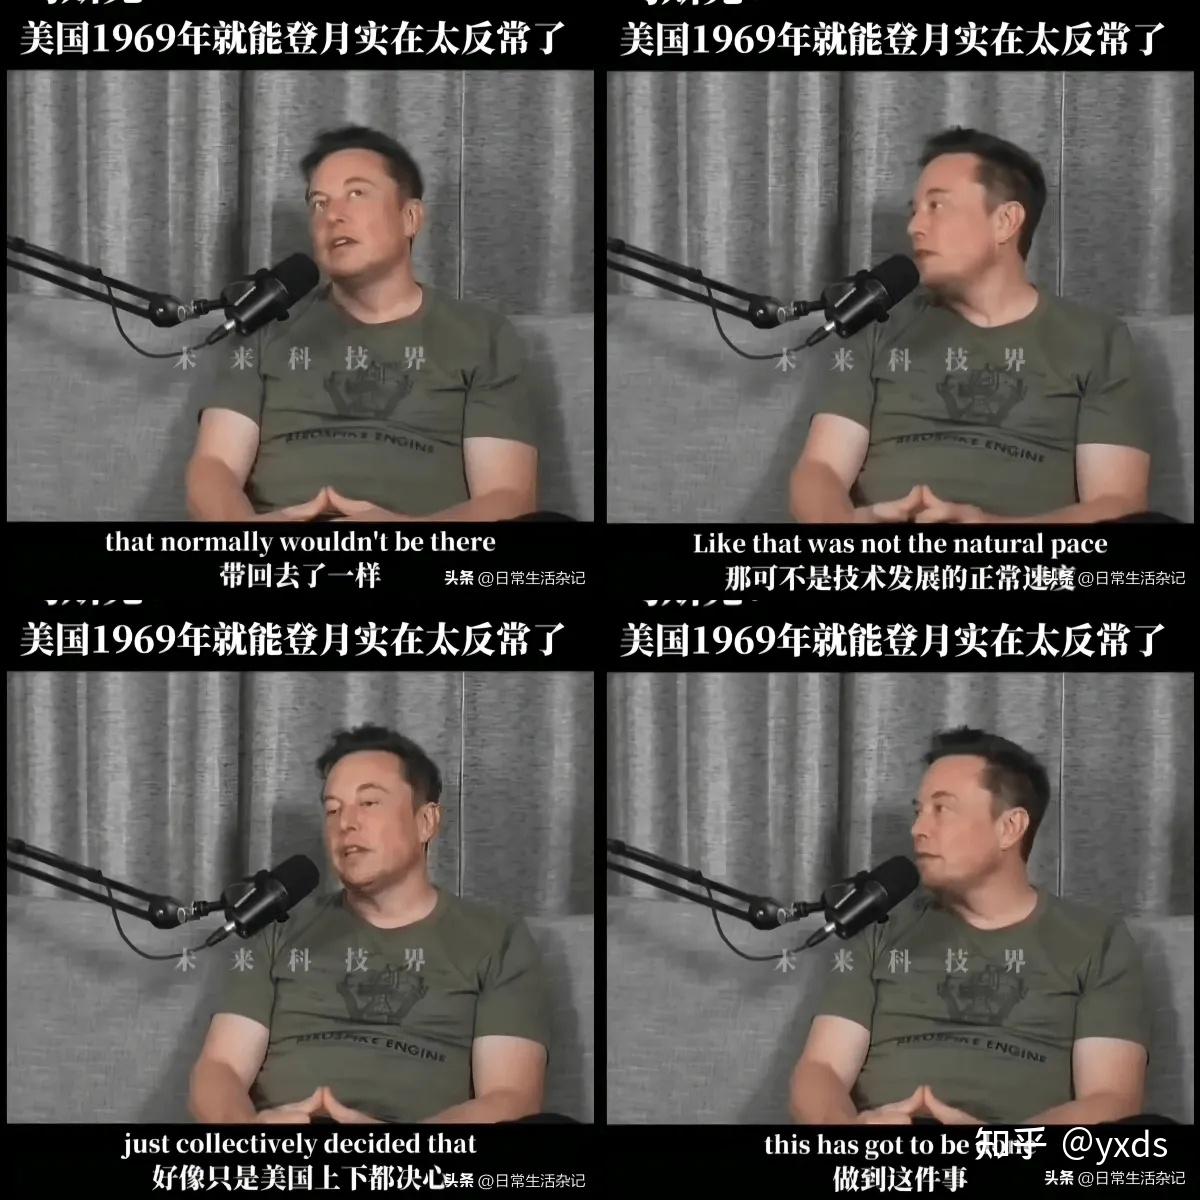 美国1969年就能登月实在太反常了
未来科技界
AEROSPIKE ENGINE
that normally wouldn't be there
带回去了一样
头条 @日常生活杂记
美国1969年就能登月实在太反常了
未来科技界
AEROSPIKE ENGINE
Like that was not the natural pace
那可不是技术发展的正常速度
头条 @日常生活杂记
美国1969年就能登月实在太反常了
未来科技界
AEROSPIKE ENGINE
just collectively decided that
好像只是美国上下都决心
头条 @日常生活杂记
美国1969年就能登月实在太反常了
未来科技界
AEROSPIKE ENGINE
this has got to be done
做到这件事
知乎 @yxds
头条 @日常生活杂记